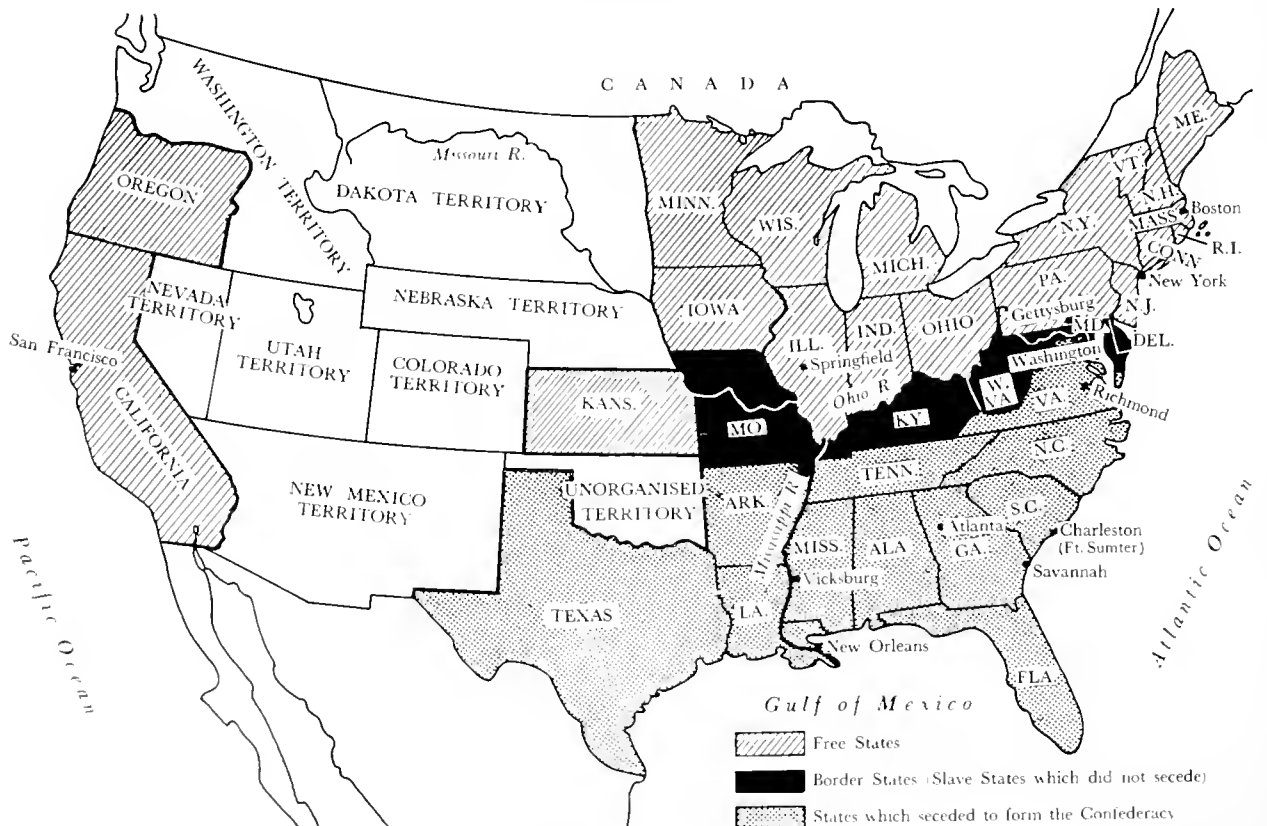 CANADA
WASHINGTON TERRITORY
OREGON
Missouri R.
DAKOTA TERRITORY
MINN.
WIS.
MICH.
ME.
VT.
N.H.
Boston
MASS
N.Y.
R.I.
CONN
New York
NEVADA
TERRITORY
NEBRASKA TERRITORY
IOWA
PA.
Gettysburg
N.J.
MD
DEL.
San Francisco
UTAH
TERRITORY
COLORADO
TERRITORY
ILL.
IND.
OHIO
Springfield
Ohio R
Washington
W.
VA
VA.
Richmond
CALIFORNIA
KANS.
MO
KY.
NEW MEXICO
TERRITORY
UNORGANISED
TERRITORY
ARK.
Mississippi R.
TENN.
N.C.
S.C.
Atlanta
GA.
Charleston
(Ft. Sumter)
Savannah
MISS.
ALA
Vicksburg
TEXAS
LA.
New Orleans
FLA.
Pacific Ocean
Atlantic Ocean
Gulf of Mexico
Free States
Border States (Slave States which did not secede)
States which seceded to form the Confederacy